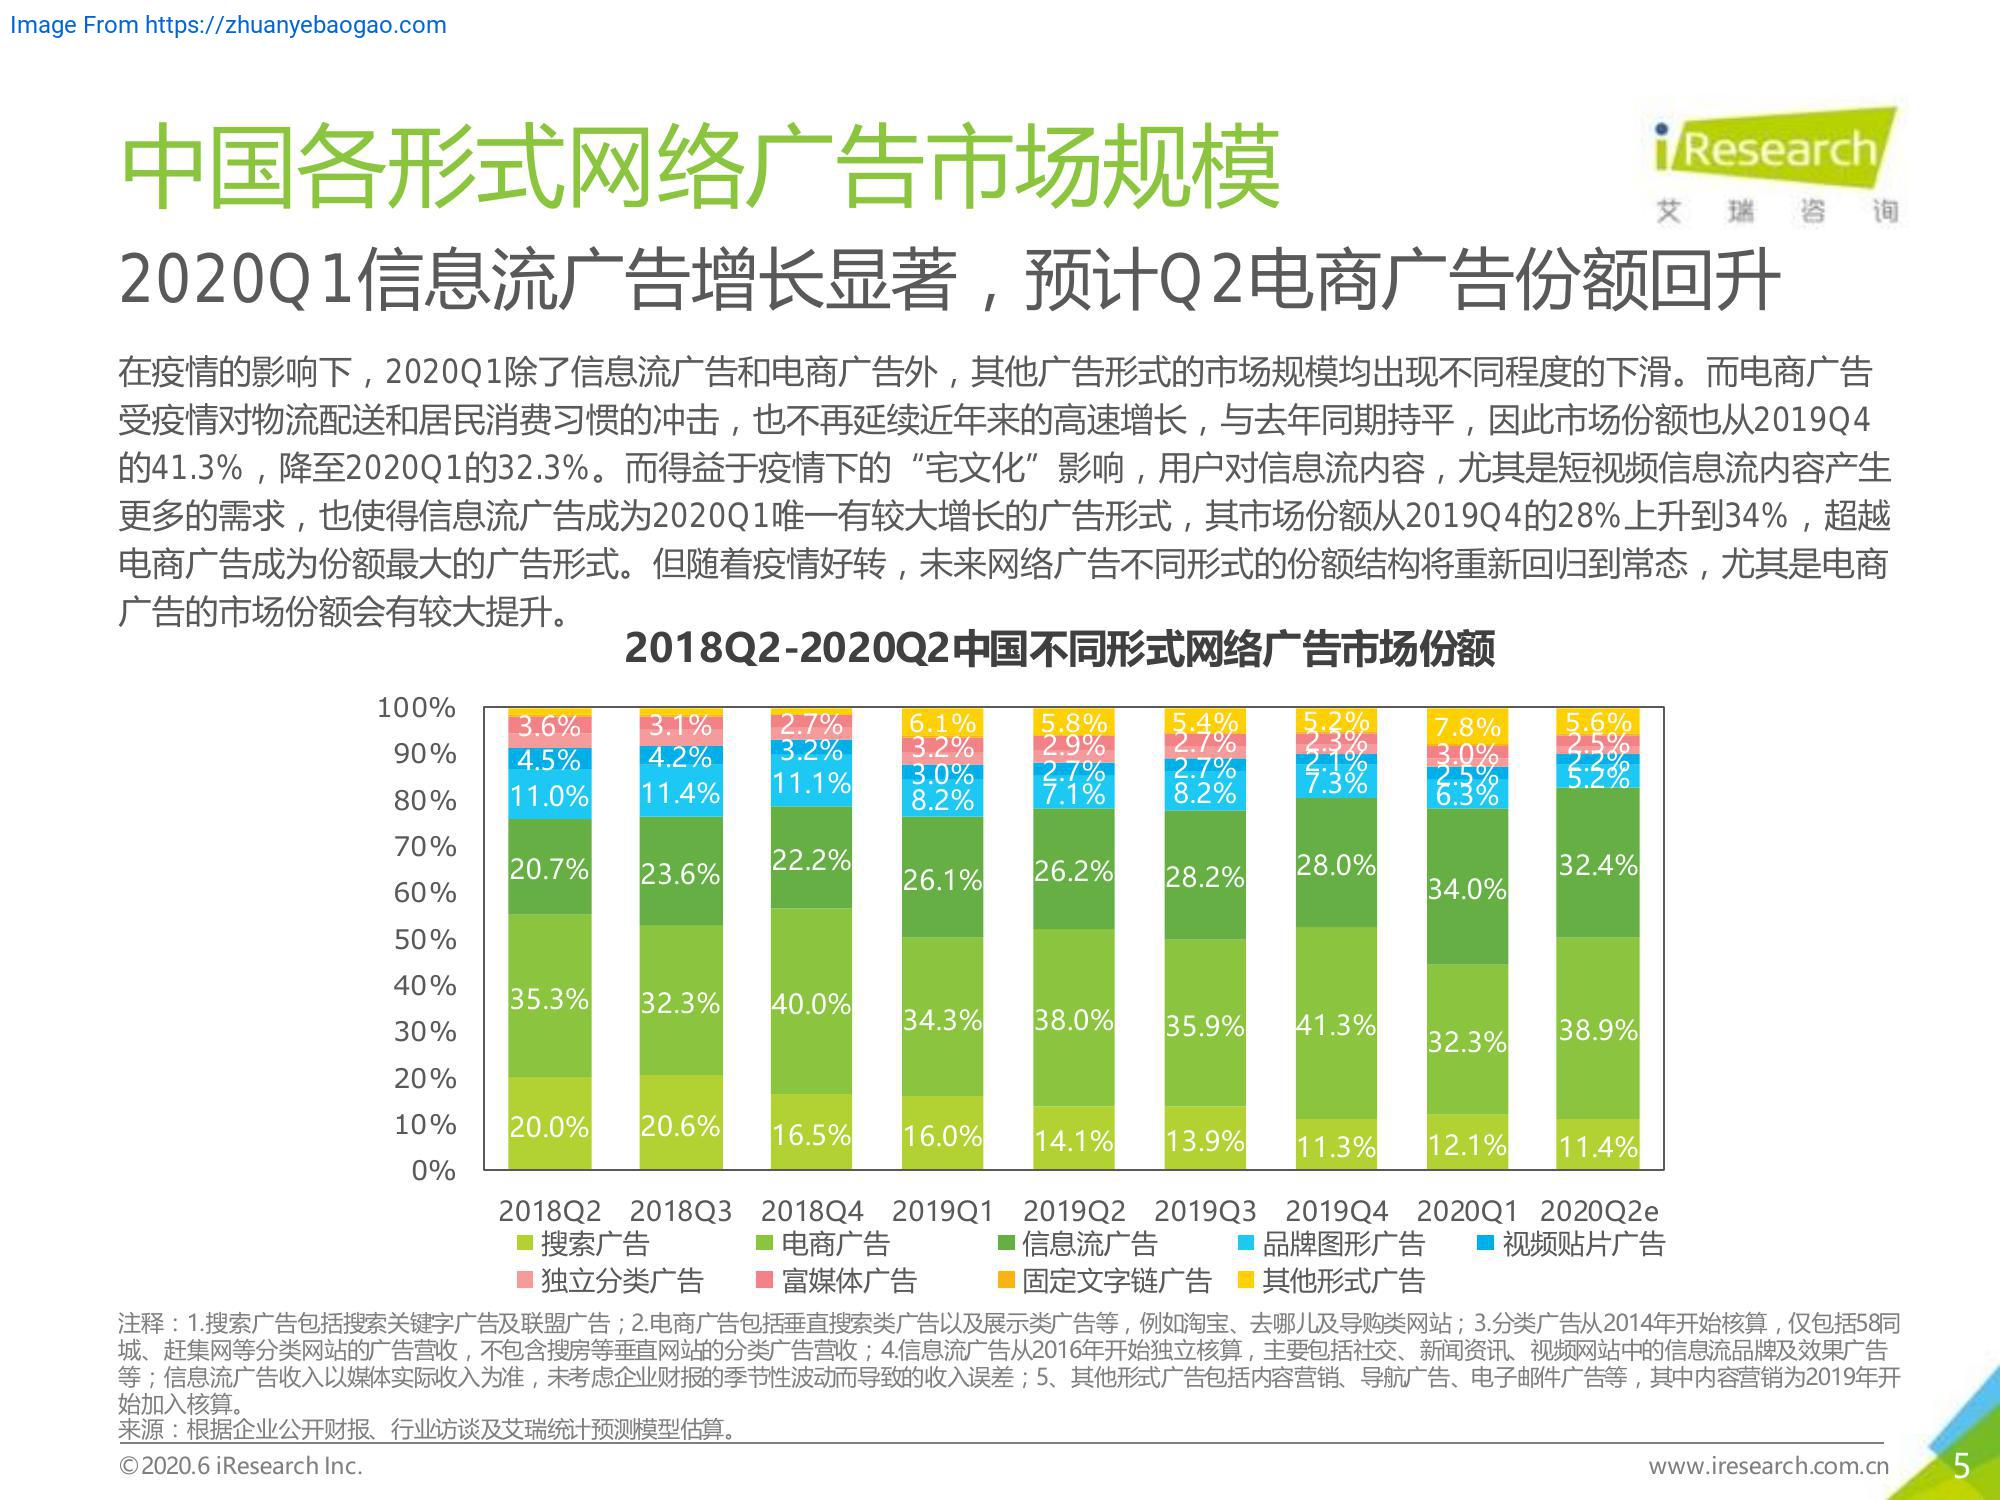 Image From https://zhuanyebaogao.com
中国各形式网络广告市场规模
iResearch
艾瑞咨询
2020Q1信息流广告增长显著，预计Q2电商广告份额回升
在疫情的影响下，2020Q1除了信息流广告和电商广告外，其他广告形式的市场规模均出现不同程度的下滑。而电商广告
受疫情对物流配送和居民消费习惯的冲击，也不再延续近年来的高速增长，与去年同期持平，因此市场份额也从2019Q4
的41.3%，降至2020Q1的32.3%。而得益于疫情下的“宅文化”影响，用户对信息流内容，尤其是短视频信息流内容产生
更多的需求，也使得信息流广告成为2020Q1唯一有较大增长的广告形式，其市场份额从2019Q4的28%上升到34%，超越
电商广告成为份额最大的广告形式。但随着疫情好转，未来网络广告不同形式的份额结构将重新回归到常态，尤其是电商
广告的市场份额会有较大提升。
2018Q2-2020Q2中国不同形式网络广告市场份额
100%
90%
80%
70%
60%
50%
40%
30%
20%
10%
0%
3.6% 3.1% 2.7% 6.1% 5.8% 5.4% 5.2% 7.8% 5.6%
3.2% 2.9% 2.7% 2.3% 3.0% 2.5%
4.5% 4.2% 3.2% 3.0% 2.7% 2.7% 2.1% 2.5% 2.2%
11.0% 11.4% 11.1% 8.2% 7.1% 8.2% 7.3% 6.3% 5.2%
20.7% 23.6% 22.2% 26.1% 26.2% 28.2% 28.0% 34.0% 32.4%
35.3% 32.3% 40.0% 34.3% 38.0% 35.9% 41.3% 32.3% 38.9%
20.0% 20.6% 16.5% 16.0% 14.1% 13.9% 11.3% 12.1% 11.4%
2018Q2 2018Q3 2018Q4 2019Q1 2019Q2 2019Q3 2019Q4 2020Q1 2020Q2e
搜索广告 电商广告 信息流广告 品牌图形广告 视频贴片广告
独立分类广告 富媒体广告 固定文字链广告 其他形式广告
注释：1.搜索广告包括搜索关键字广告及联盟广告；2.电商广告包括垂直搜索类广告以及展示类广告等，例如淘宝、去哪儿及导购类网站；3.分类广告从2014年开始核算，仅包括58同
城、赶集网等分类网站的广告营收，不包含搜房等垂直网站的分类广告营收；4.信息流广告从2016年开始独立核算，主要包括社交、新闻资讯、视频网站中的信息流品牌及效果广告
等；信息流广告收入以媒体实际收入为准，未考虑企业财报的季节性波动而导致的收入误差；5、其他形式广告包括内容营销、导航广告、电子邮件广告等，其中内容营销为2019年开
始加入核算。
来源：根据企业公开财报、行业访谈及艾瑞统计预测模型估算。
©2020.6 iResearch Inc.
www.iresearch.com.cn
5